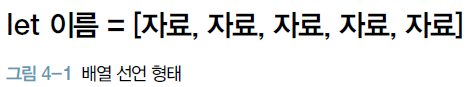 let 이름 = [자료, 자료, 자료, 자료, 자료]
그림 4-1 배열 선언 형태